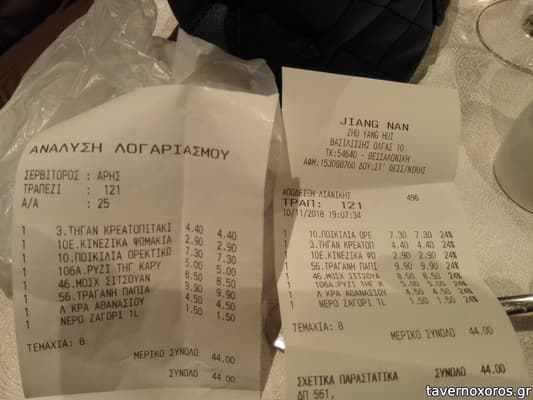 ΑΝΑΛΥΣΗ ΛΟΓΑΡΙΑΣΜΟΥ
ΣΕΡΒΙΤΟΡΟΣ : ΑΡΗΣ
ΤΡΑΠΕΖΙ : 121
Α/Α : 25
1 3.ΤΗΓΑΝ ΚΡΕΑΤΟΠΙΤΑΚΙ 4.40 4.40
1 10Ε.ΚΙΝΕΖΙΚΑ ΨΩΜΑΚΙΑ 2.90 2.90
1 10.ΠΟΙΚΙΛΙΑ ΟΡΕΚΤΙΚΩ 7.30 7.30
1 106Α.ΡΥΖΙ ΤΗΓ ΚΑΡΥ 5.00 5.00
1 46.ΜΟΣΧ ΣΙΤΣΟΥΑΝ 8.50 8.50
1 56.ΤΡΑΓΑΝΗ ΠΑΠΙΑ 9.90 9.90
1 Λ ΚΡΑ ΑΘΑΝΑΣΙΟΥ 4.50 4.50
1 ΝΕΡΟ ΖΑΓΟΡΙ 1L 1.50 1.50
ΤΕΜΑΧΙΑ: 8
ΜΕΡΙΚΟ ΣΥΝΟΛΟ 44.00
ΣΥΝΟΛΟ 44.00
JIANG NAN
ZHU YANG HUI
ΒΑΣΙΛΙΣΣΗΣ ΟΛΓΑΣ 10
ΤΚ:54640 - ΘΕΣΣΑΛΟΝΙΚΗ
ΑΦΜ:153088760 ΔΟΥ:ΣΤ' ΘΕΣ/ΝΙΚΗΣ
ΑΠΟΔΕΙΞΗ ΛΙΑΝΙΚΗΣ 496
ΤΡΑΠ: 121
10/11/2018 19:07:34
1 10.ΠΟΙΚΙΛΙΑ ΟΡΕ 7.30 7.30 24%
1 3.ΤΗΓΑΝ ΚΡΕΑΤΟΠ 4.40 4.40 24%
1 10Ε.ΚΙΝΕΖΙΚΑ ΨΩ 2.90 2.90 24%
1 56.ΤΡΑΓΑΝΗ ΠΑΠΙ 9.90 9.90 24%
1 46.ΜΟΣΧ ΣΙΤΣΟΥΑ 8.50 8.50 24%
1 106Α.ΡΥΖΙ ΤΗΓ Κ 5.00 5.00 24%
1 Λ ΚΡΑ ΑΘΑΝΑΣΙΟΥ 4.50 4.50 24%
1 ΝΕΡΟ ΖΑΓΟΡΙ 1L 1.50 1.50 24%
ΤΕΜΑΧΙΑ: 8
ΜΕΡΙΚΟ ΣΥΝΟΛΟ 44.00
ΣΥΝΟΛΟ 44.00
ΣΧΕΤΙΚΑ ΠΑΡΑΣΤΑΤΙΚΑ
ΔΠ 561,
tavernoxoros.gr